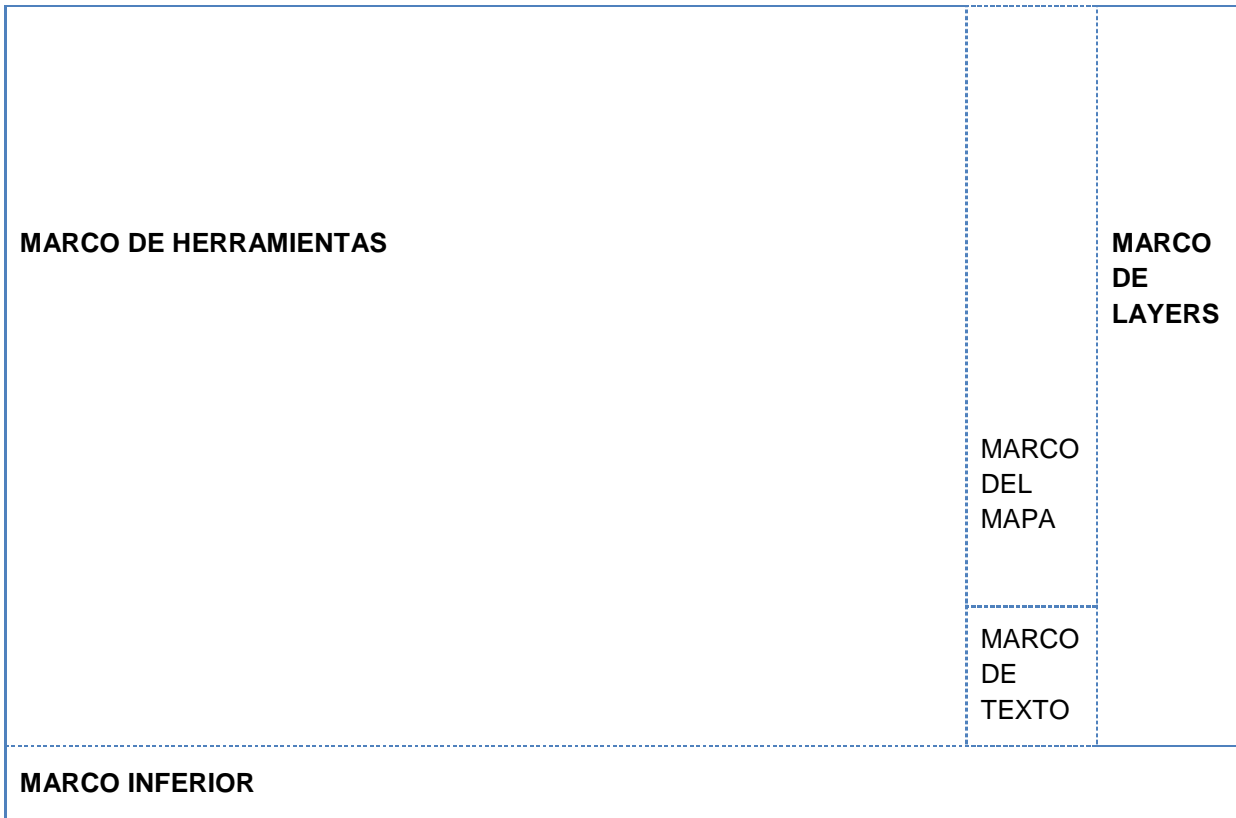 MARCO DE HERRAMIENTAS
MARCO
DEL
MAPA
MARCO
DE
TEXTO
MARCO
DE
LAYERS
MARCO INFERIOR